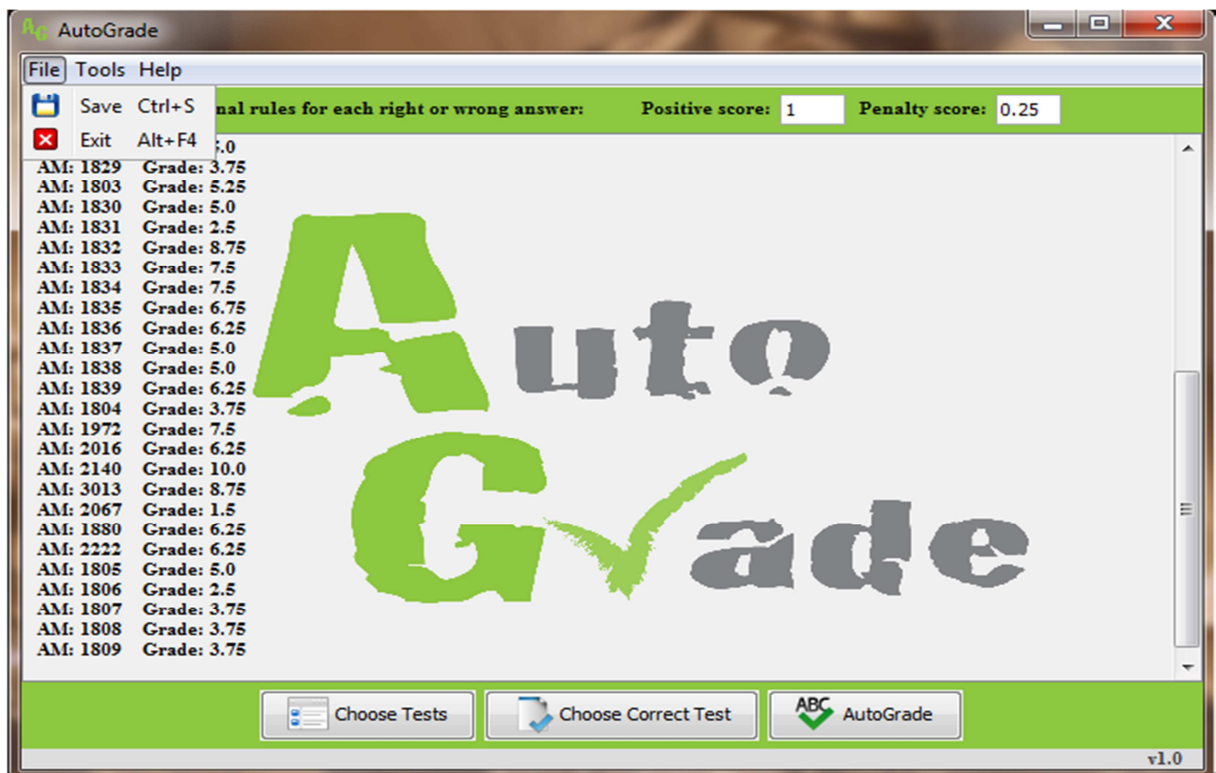 AutoGrade
File Tools Help
Save Ctrl+S
Exit Alt+F4
nal rules for each right or wrong answer: Positive score: 1 Penalty score: 0.25
5.0
AM: 1829 Grade: 3.75
AM: 1803 Grade: 5.25
AM: 1830 Grade: 5.0
AM: 1831 Grade: 2.5
AM: 1832 Grade: 8.75
AM: 1833 Grade: 7.5
AM: 1834 Grade: 7.5
AM: 1835 Grade: 6.75
AM: 1836 Grade: 6.25
AM: 1837 Grade: 5.0
AM: 1838 Grade: 5.0
AM: 1839 Grade: 6.25
AM: 1804 Grade: 3.75
AM: 1972 Grade: 7.5
AM: 2016 Grade: 6.25
AM: 2140 Grade: 10.0
AM: 3013 Grade: 8.75
AM: 2067 Grade: 1.5
AM: 1880 Grade: 6.25
AM: 2222 Grade: 6.25
AM: 1805 Grade: 5.0
AM: 1806 Grade: 2.5
AM: 1807 Grade: 3.75
AM: 1808 Grade: 3.75
AM: 1809 Grade: 3.75
Auto
Grade
Choose Tests
Choose Correct Test
ABC AutoGrade
v1.0